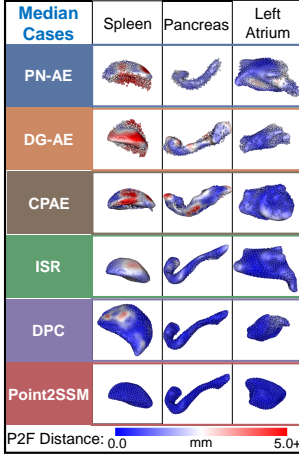 Median
Cases
Spleen
Pancreas
Left
Atrium
PN-AE
DG-AE
CPAE
ISR
DPC
Point2SSM
P2F Distance: 0.0 mm 5.0+